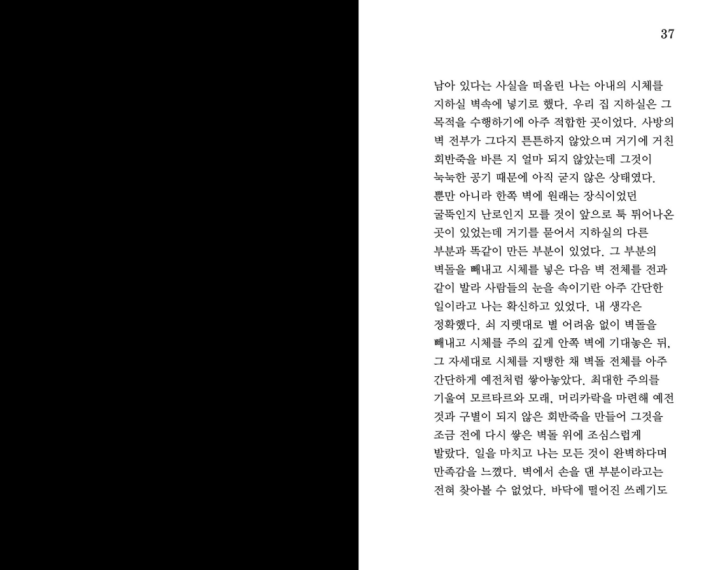 37
남아 있다는 사실을 떠올린 나는 아내의 시체를
지하실 벽속에 넣기로 했다. 우리 집 지하실은 그
목적을 수행하기에 아주 적합한 곳이었다. 사방의
벽 전부가 그다지 튼튼하지 않았으며 거기에 거친
회반죽을 바른 지 얼마 되지 않았는데 그것이
눅눅한 공기 때문에 아직 굳지 않은 상태였다.
뿐만 아니라 한쪽 벽에 원래는 장식이었던
굴뚝인지 난로인지 모를 것이 앞으로 툭 튀어나온
곳이 있었는데 거기를 묻어서 지하실의 다른
부분과 똑같이 만든 부분이 있었다. 그 부분의
벽돌을 빼내고 시체를 넣은 다음 벽 전체를 전과
같이 발라 사람들의 눈을 속이기란 아주 간단한
일이라고 나는 확신하고 있었다. 내 생각은
정확했다. 쇠 지렛대로 별 어려움 없이 벽돌을
빼내고 시체를 주의 깊게 안쪽 벽에 기대놓은 뒤,
그 자세대로 시체를 지탱한 채 벽돌 전체를 아주
간단하게 예전처럼 쌓아놓았다. 최대한 주의를
기울여 모르타르와 모래, 머리카락을 마련해 예전
것과 구별이 되지 않은 회반죽을 만들어 그것을
조금 전에 다시 쌓은 벽돌 위에 조심스럽게
발랐다. 일을 마치고 나는 모든 것이 완벽하다며
만족감을 느꼈다. 벽에서 손을 댄 부분이라고는
전혀 찾아볼 수 없었다. 바닥에 떨어진 쓰레기도